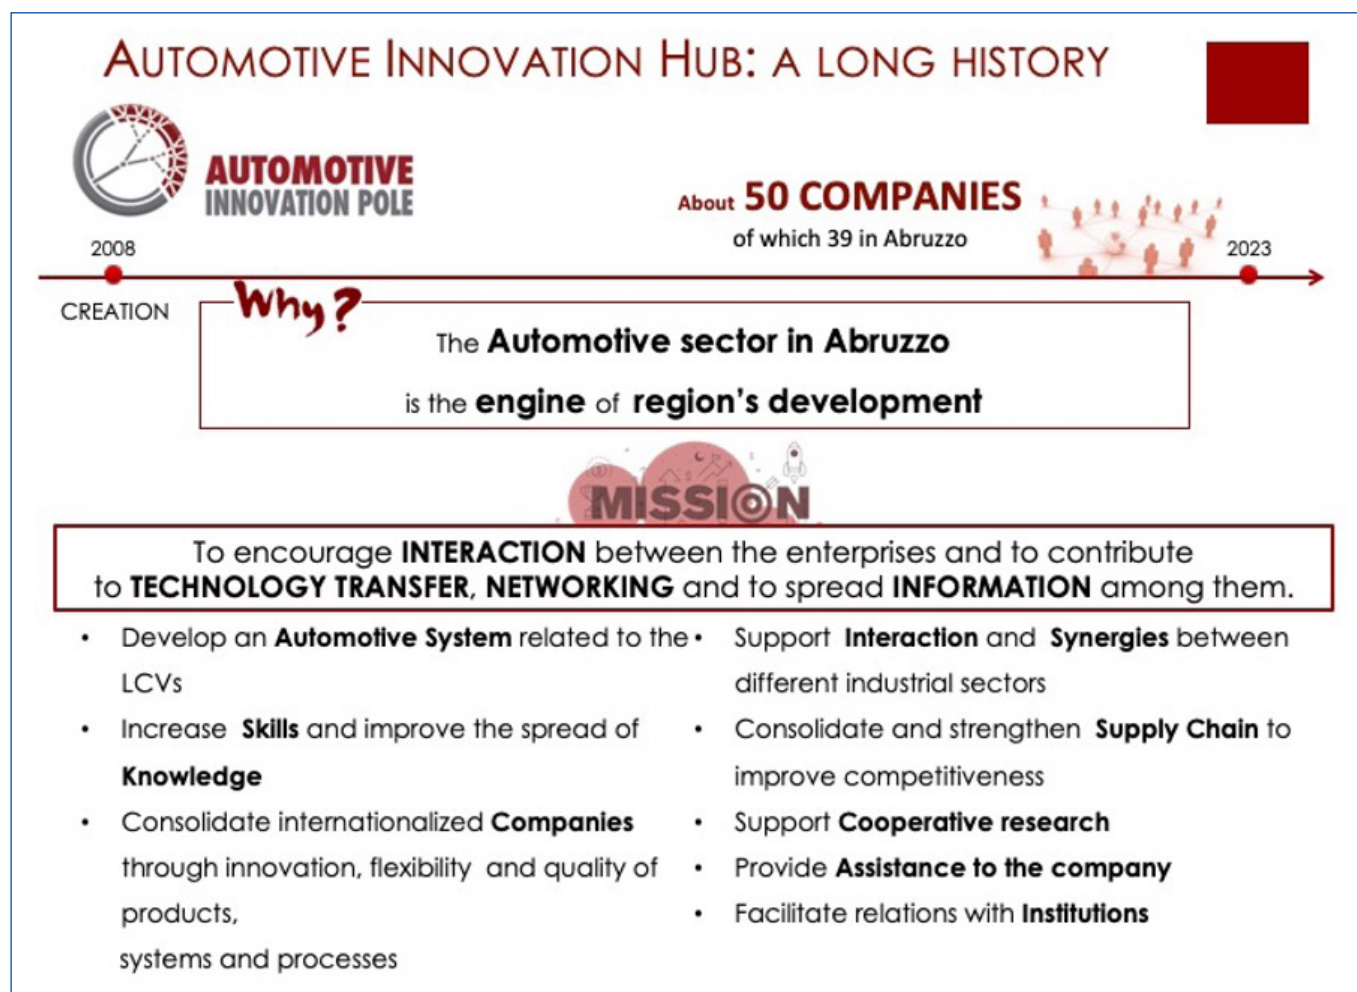 AUTOMOTIVE INNOVATION HUB: A LONG HISTORY
AUTOMOTIVE
INNOVATION POLE
About 50 COMPANIES
of which 39 in Abruzzo
2008
2023
CREATION
Why?
The Automotive sector in Abruzzo
is the engine of region's development
MISSION
To encourage INTERACTION between the enterprises and to contribute
to TECHNOLOGY TRANSFER, NETWORKING and to spread INFORMATION among them.
• Develop an Automotive System related to the
LCVs
• Increase Skills and improve the spread of
Knowledge
• Consolidate internationalized Companies
through innovation, flexibility and quality of
products,
systems and processes
• Support Interaction and Synergies between
different industrial sectors
• Consolidate and strengthen Supply Chain to
improve competitiveness
• Support Cooperative research
• Provide Assistance to the company
• Facilitate relations with Institutions